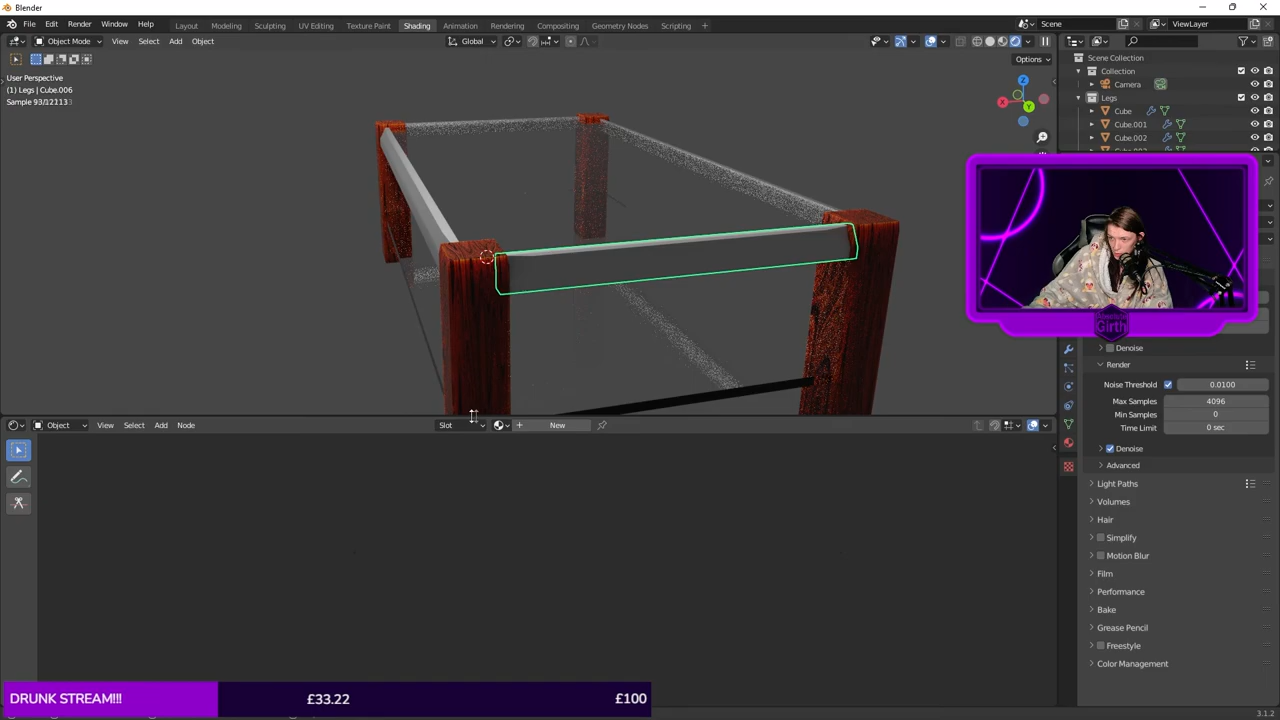 Blender
File Edit Render Window Help Layout Modeling Sculpting UV Editing Texture Paint Shading Animation Rendering Compositing Geometry Nodes Scripting + Scene ViewLayer
Object Mode View Select Add Object Global
Options
User Perspective
(1) Legs | Cube.006
X Y Z
Scene Collection
Collection
Camera
Legs
Cube
Cube.001
Cube.002
Girth
Denoise
Render
Noise Threshold 0.0100
Max Samples 4096
Min Samples 0
Time Limit 0 sec
Denoise
Advanced
Light Paths
Volumes
Hair
Simplify
Motion Blur
Film
Performance
Bake
Grease Pencil
Freestyle
Color Management
Object View Select Add Node Slot New
DRUNK STREAM!!! £33.22 £100
3.1.2